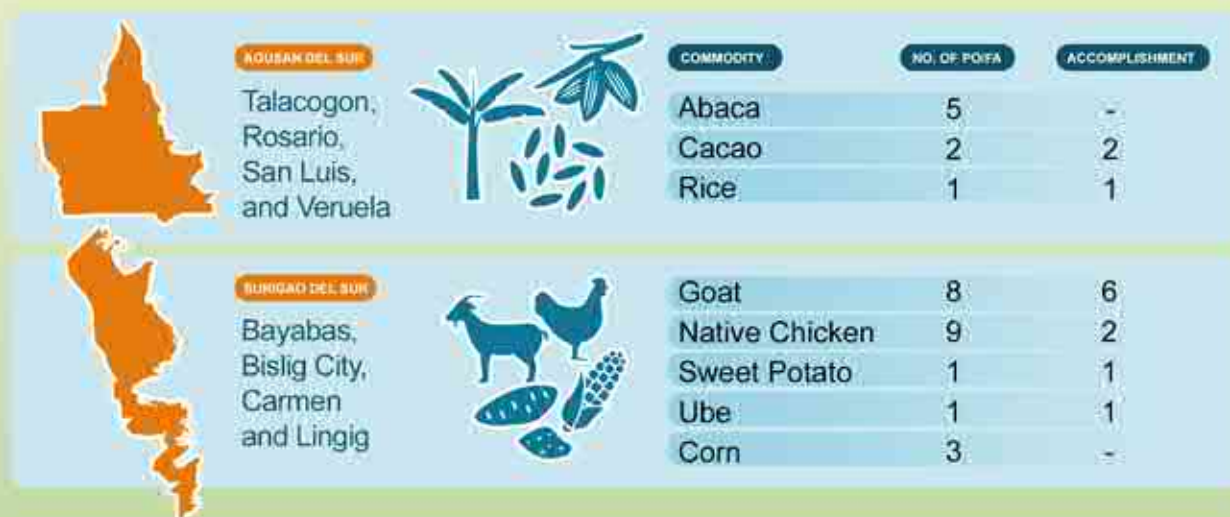 AGUSAN DEL SUR
Talacogon,
Rosario,
San Luis,
and Veruela
COMMODITY NO. OF PO/FA ACCOMPLISHMENT
Abaca 5 -
Cacao 2 2
Rice 1 1
SURIGAO DEL SUR
Bayabas,
Bislig City,
Carmen
and Lingig
Goat 8 6
Native Chicken 9 2
Sweet Potato 1 1
Ube 1 1
Corn 3 -